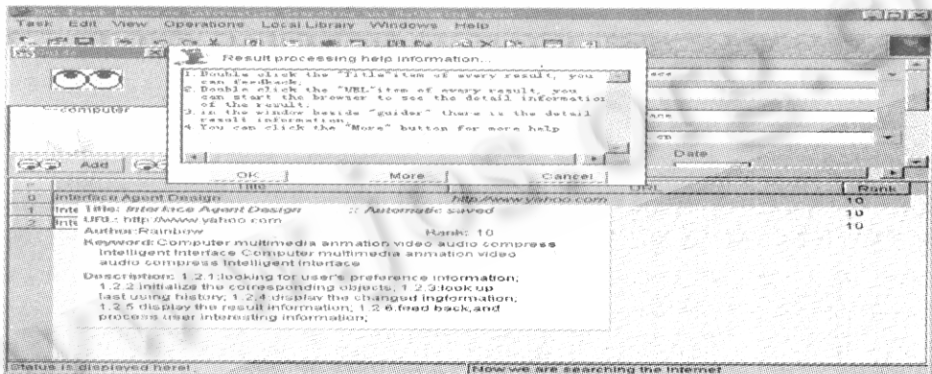 Task Edit View Operations Local Library Windows Help
Result processing help information...
1.Double click the "Title"item of every result, you
can feedback.
2.Double click the "URL"item of every result, you
can start the browser to see the detail information
of the result.
3.in the window beside "guider" there is the detail
result information.
4 You can click the "More" button for more help
OK More Cancel
computer
Add
Date
Title URL Rank
0 Interface Agent Design http://www.yahoo.com 10
1 Inte 10
2 Inte 10
Title: Interface Agent Design :: Automatic saved
URL: http://www.yahoo.com
Author:Rainbow Rank: 10
Keyword:Computer multimedia anmation video audio compress
Intelligent Interface Computer multimedia anmation video
audio compress Intelligent Interface
Description: 1.2.1:looking for user's preference information;
1.2.2 initialize the corresponding objects; 1.2.3:look up
last using history; 1.2.4 display the changed ingformation;
1.2.5 display the result information; 1.2.6.feed back,and
process user interesting information;
Status is displayed here! Now we are searching the Internet